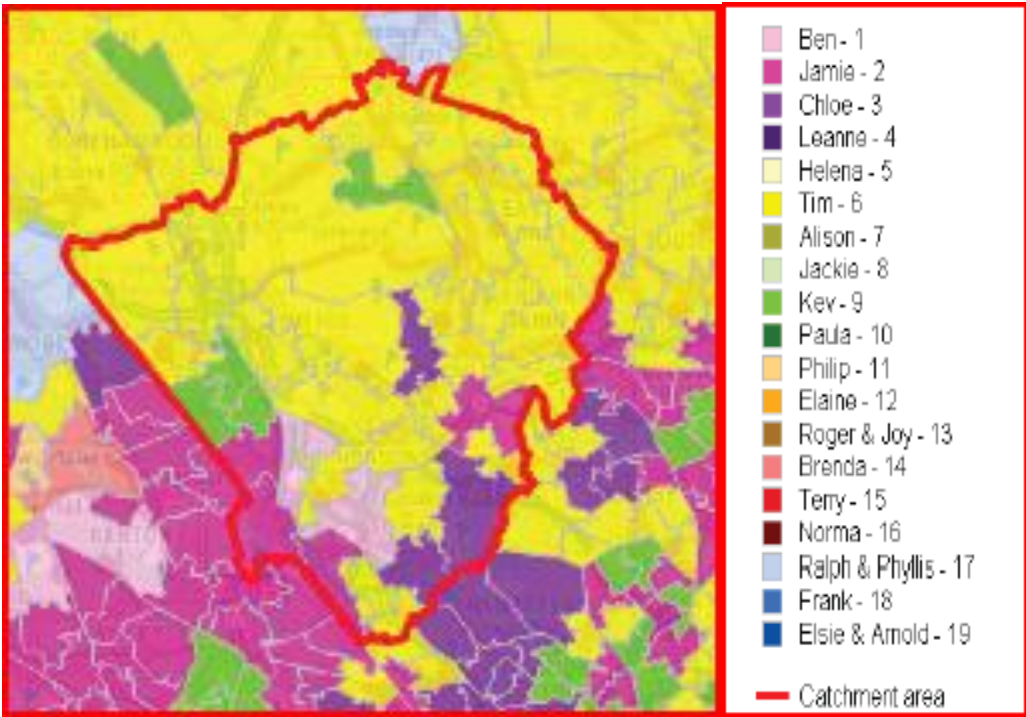 Ben - 1
Jamie - 2
Chloe - 3
Leanne - 4
Helena - 5
Tim - 6
Alison - 7
Jackie - 8
Kev - 9
Paula - 10
Philip - 11
Elaine - 12
Roger & Joy - 13
Brenda - 14
Terry - 15
Norma - 16
Ralph & Phyllis - 17
Frank - 18
Elsie & Arnold - 19
Catchment area